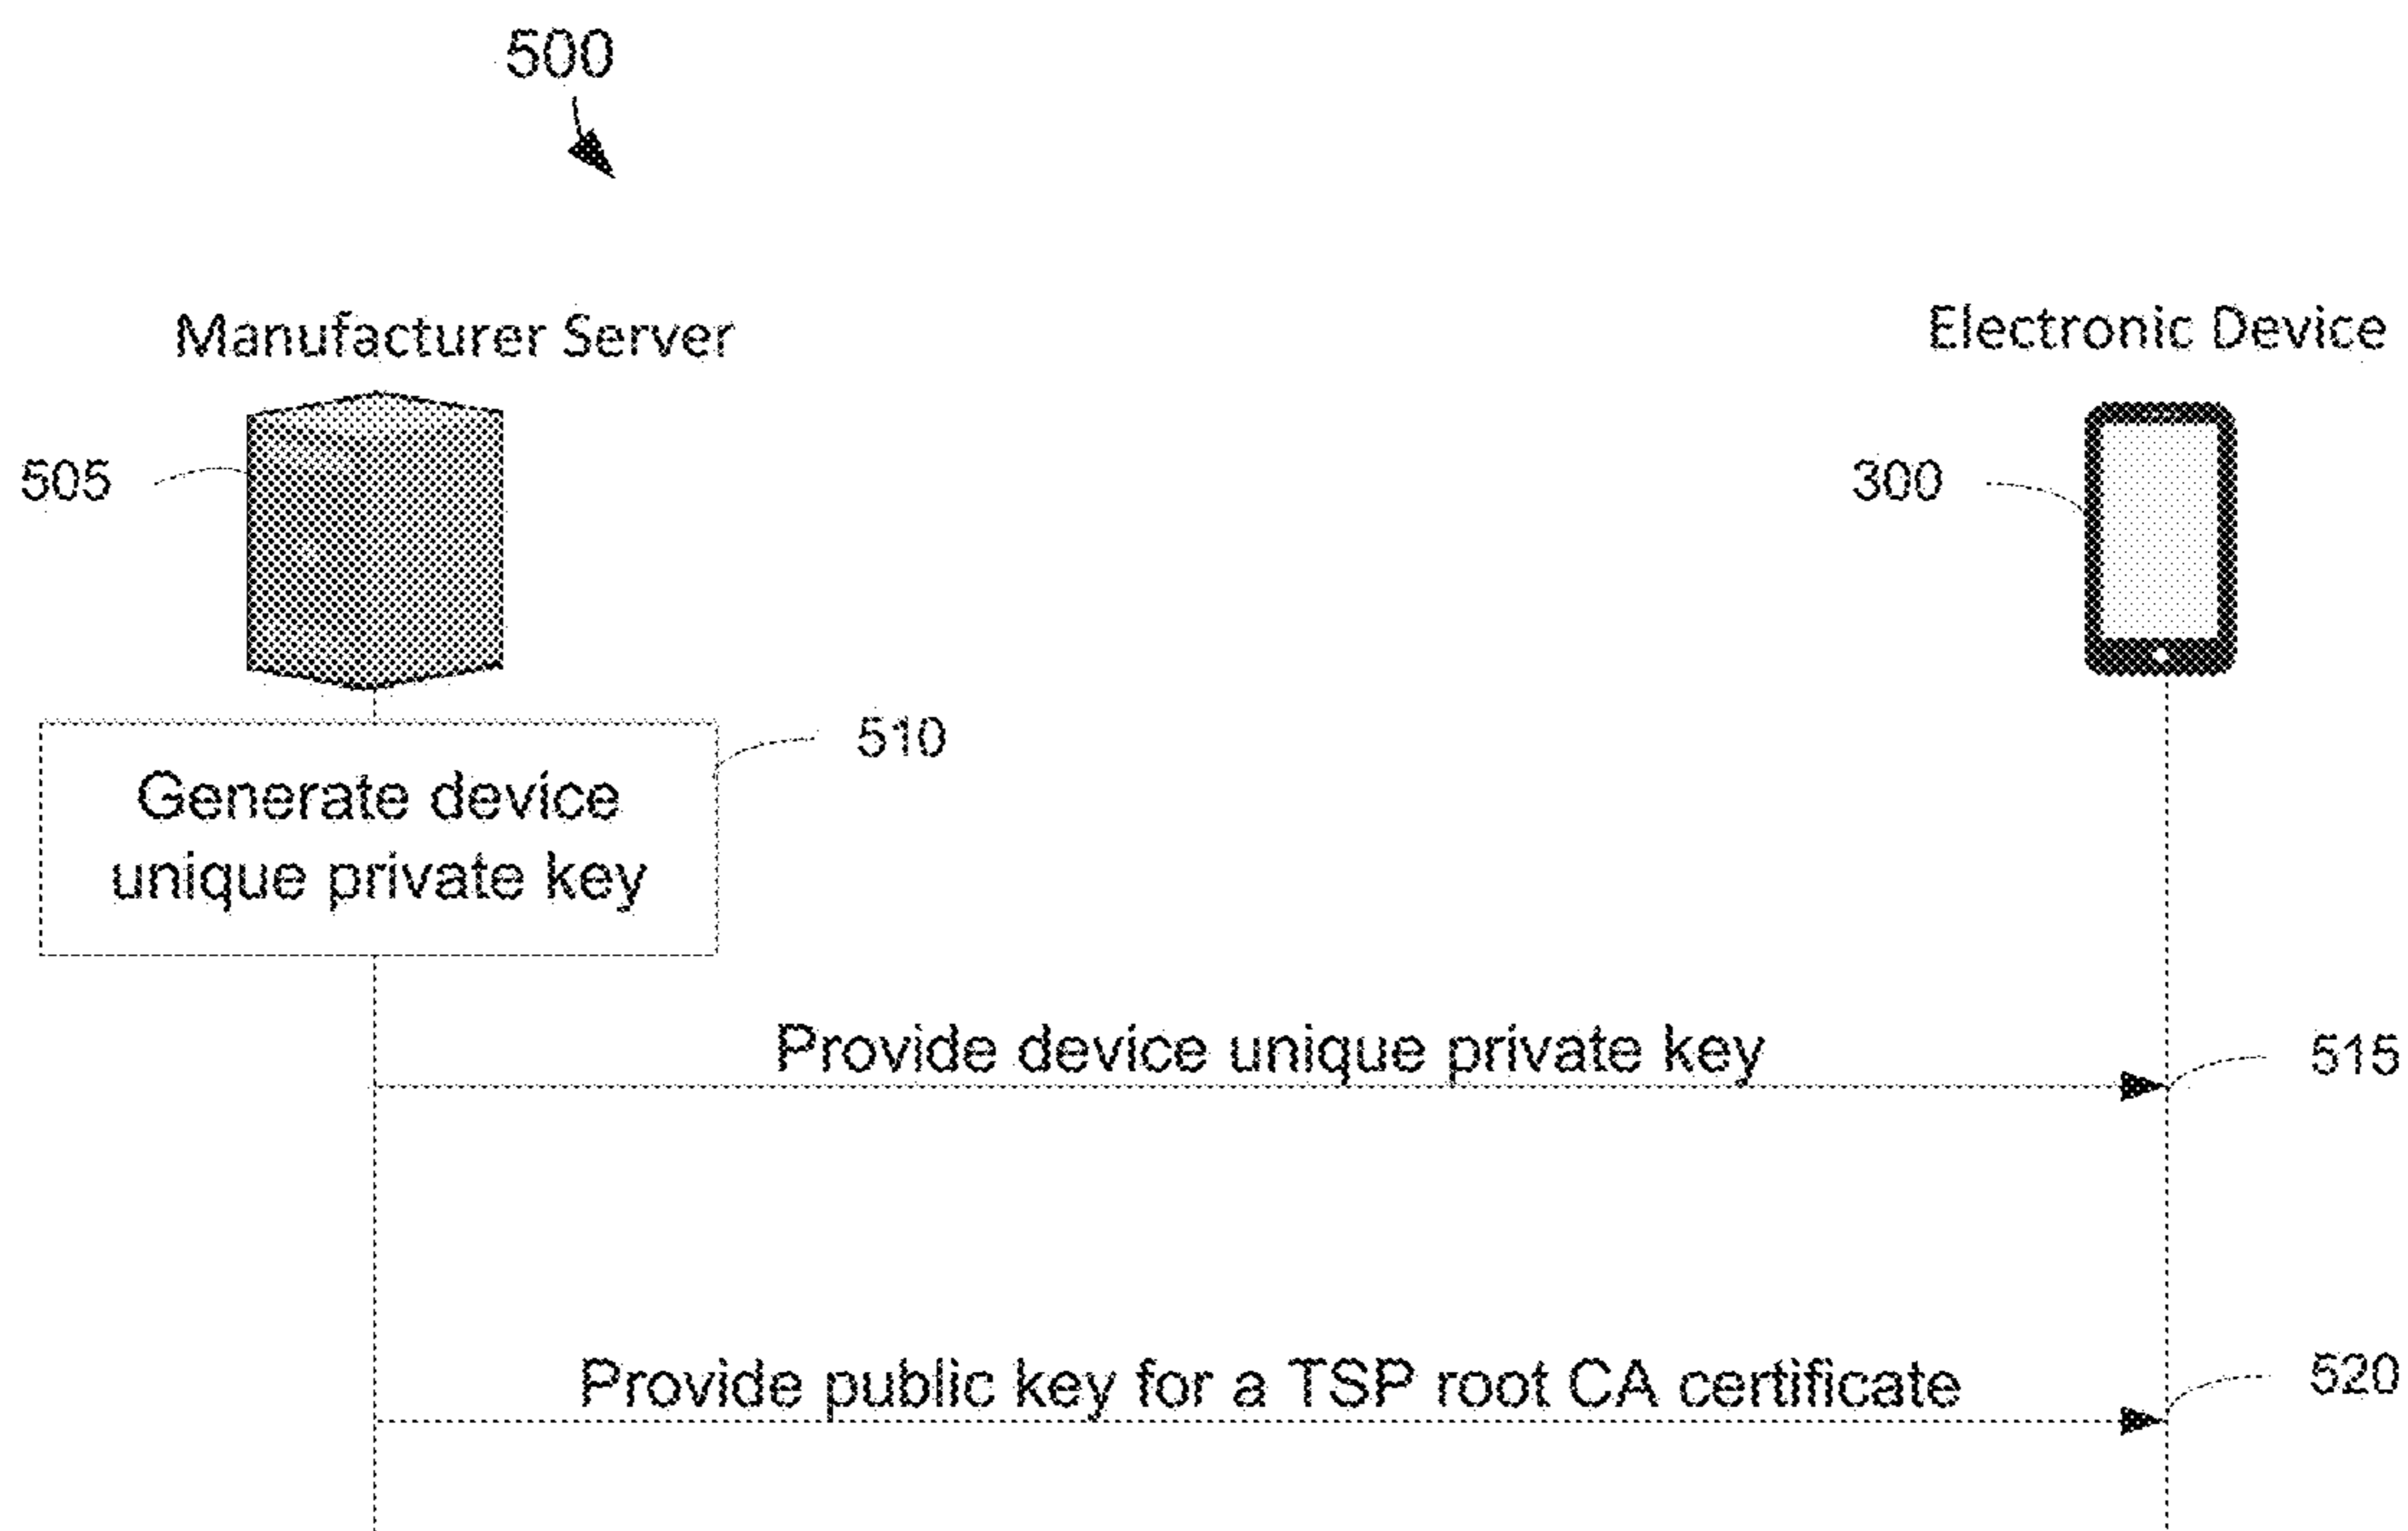 500
Manufacturer Server
Electronic Device
505
300
510
Generate device
unique private key
Provide device unique private key
515
Provide public key for a TSP root CA certificate
520